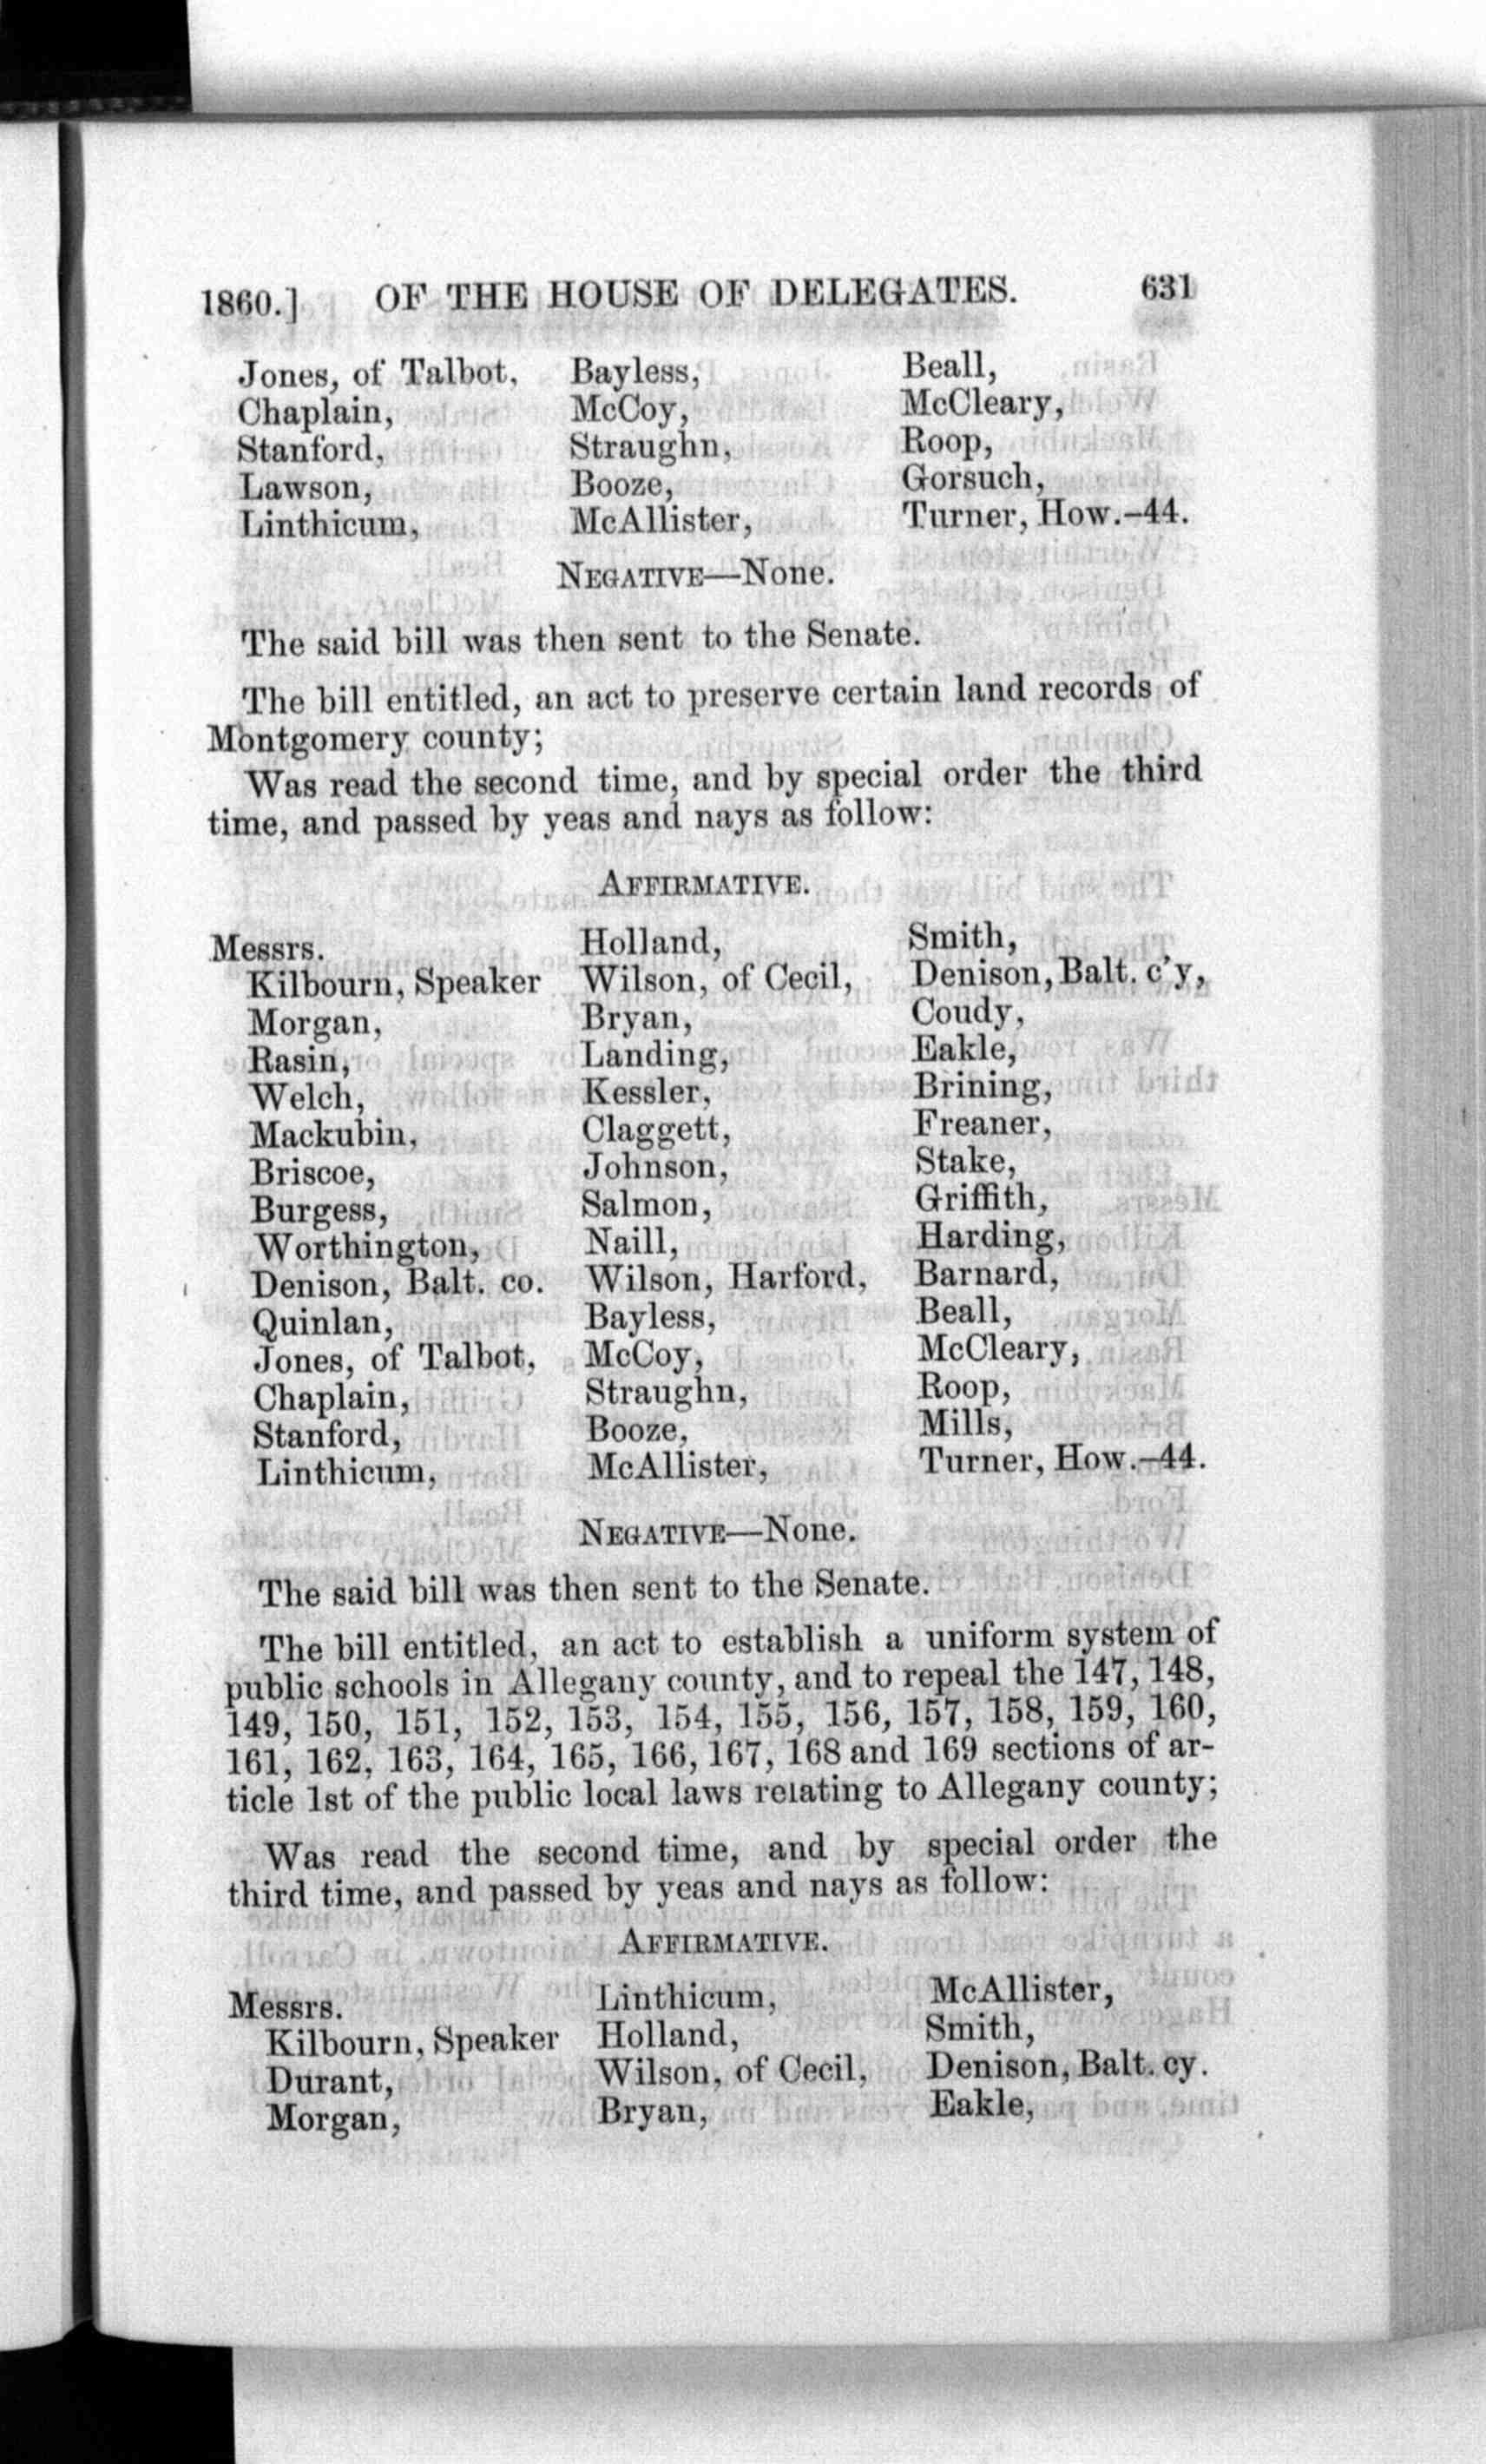 1860.] OF THE HOUSE OF DELEGATES. 631
Jones, of Talbot, Bayless, Beall,
Chaplain, McCoy, McCleary,
Stanford, Straughn, Roop,
Lawson, Booze, Gorsuch,
Linthicum, McAllister, Turner, How.–44.
NEGATIVE—None.
The said bill was then sent to the Senate.
The bill entitled, an act to preserve certain land records of
Montgomery county;
Was read the second time, and by special order the third
time, and passed by yeas and nays as follow:
AFFIRMATIVE.
Messrs. Holland, Smith,
Kilbourn, Speaker Wilson, of Cecil, Denison, Balt. c'y,
Morgan, Bryan, Coudy,
Rasin, Landing, Eakle,
Welch, Kessler, Brining,
Mackubin, Claggett, Freaner,
Briscoe, Johnson, Stake,
Burgess, Salmon, Griffith,
Worthington, Naill, Harding,
Denison, Balt. co. Wilson, Harford, Barnard,
Quinlan, Bayless, Beall,
Jones, of Talbot, McCoy, McCleary,
Chaplain, Straughn, Roop,
Stanford, Booze, Mills,
Linthicum, McAllister, Turner, How.–44.
NEGATIVE—None.
The said bill was then sent to the Senate.
The bill entitled, an act to establish a uniform system of
public schools in Allegany county, and to repeal the 147, 148,
149, 150, 151, 152, 153, 154, 155, 156, 157, 158, 159, 160,
161, 162, 163, 164, 165, 166, 167, 168 and 169 sections of ar-
ticle 1st of the public local laws relating to Allegany county;
Was read the second time, and by special order the
third time, and passed by yeas and nays as follow:
AFFIRMATIVE.
Messrs. Linthicum, McAllister,
Kilbourn, Speaker Holland, Smith,
Durant, Wilson, of Cecil, Denison, Balt. cy.
Morgan, Bryan, Eakle,